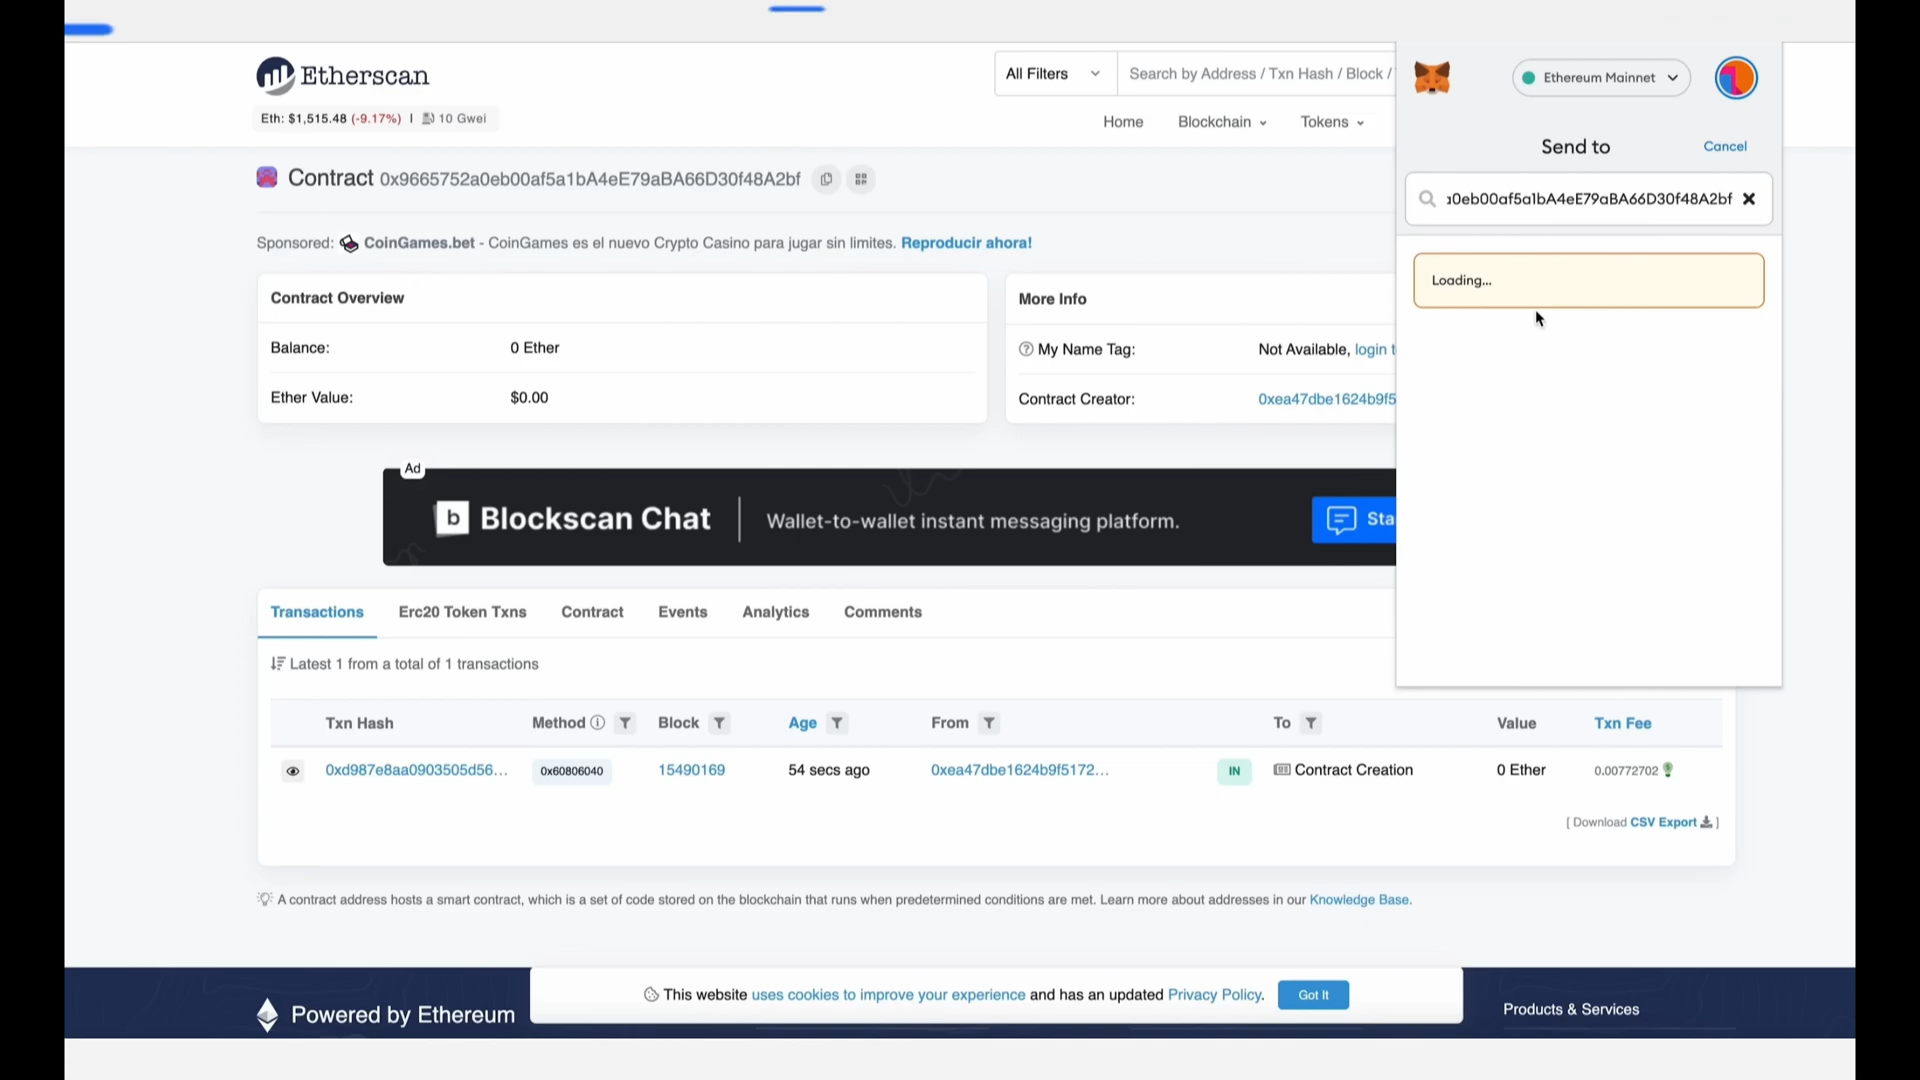 Etherscan
Eth: $1,515.48 (-9.17%) | 10 Gwei
All Filters
Search by Address / Txn Hash / Block /
Home
Blockchain
Tokens
Ethereum Mainnet
Send to
Cancel
a0eb00af5a1bA4eE79aBA66D30f48A2bf
Loading...
Contract 0x9665752a0eb00af5a1bA4eE79aBA66D30f48A2bf
Sponsored: CoinGames.bet - CoinGames es el nuevo Crypto Casino para jugar sin limites. Reproducir ahora!
Contract Overview
Balance: 0 Ether
Ether Value: $0.00
More Info
My Name Tag: Not Available, login t
Contract Creator: 0xea47dbe1624b9f5
Ad
b Blockscan Chat
Wallet-to-wallet instant messaging platform.
Sta
Transactions
Erc20 Token Txns
Contract
Events
Analytics
Comments
Latest 1 from a total of 1 transactions
Txn Hash Method Block Age From To Value Txn Fee
0xd987e8aa0903505d56... 0x60806040 15490169 54 secs ago 0xea47dbe1624b9f5172... IN Contract Creation 0 Ether 0.00772702
[ Download CSV Export ]
A contract address hosts a smart contract, which is a set of code stored on the blockchain that runs when predetermined conditions are met. Learn more about addresses in our Knowledge Base.
This website uses cookies to improve your experience and has an updated Privacy Policy.
Got It
Powered by Ethereum
Products & Services